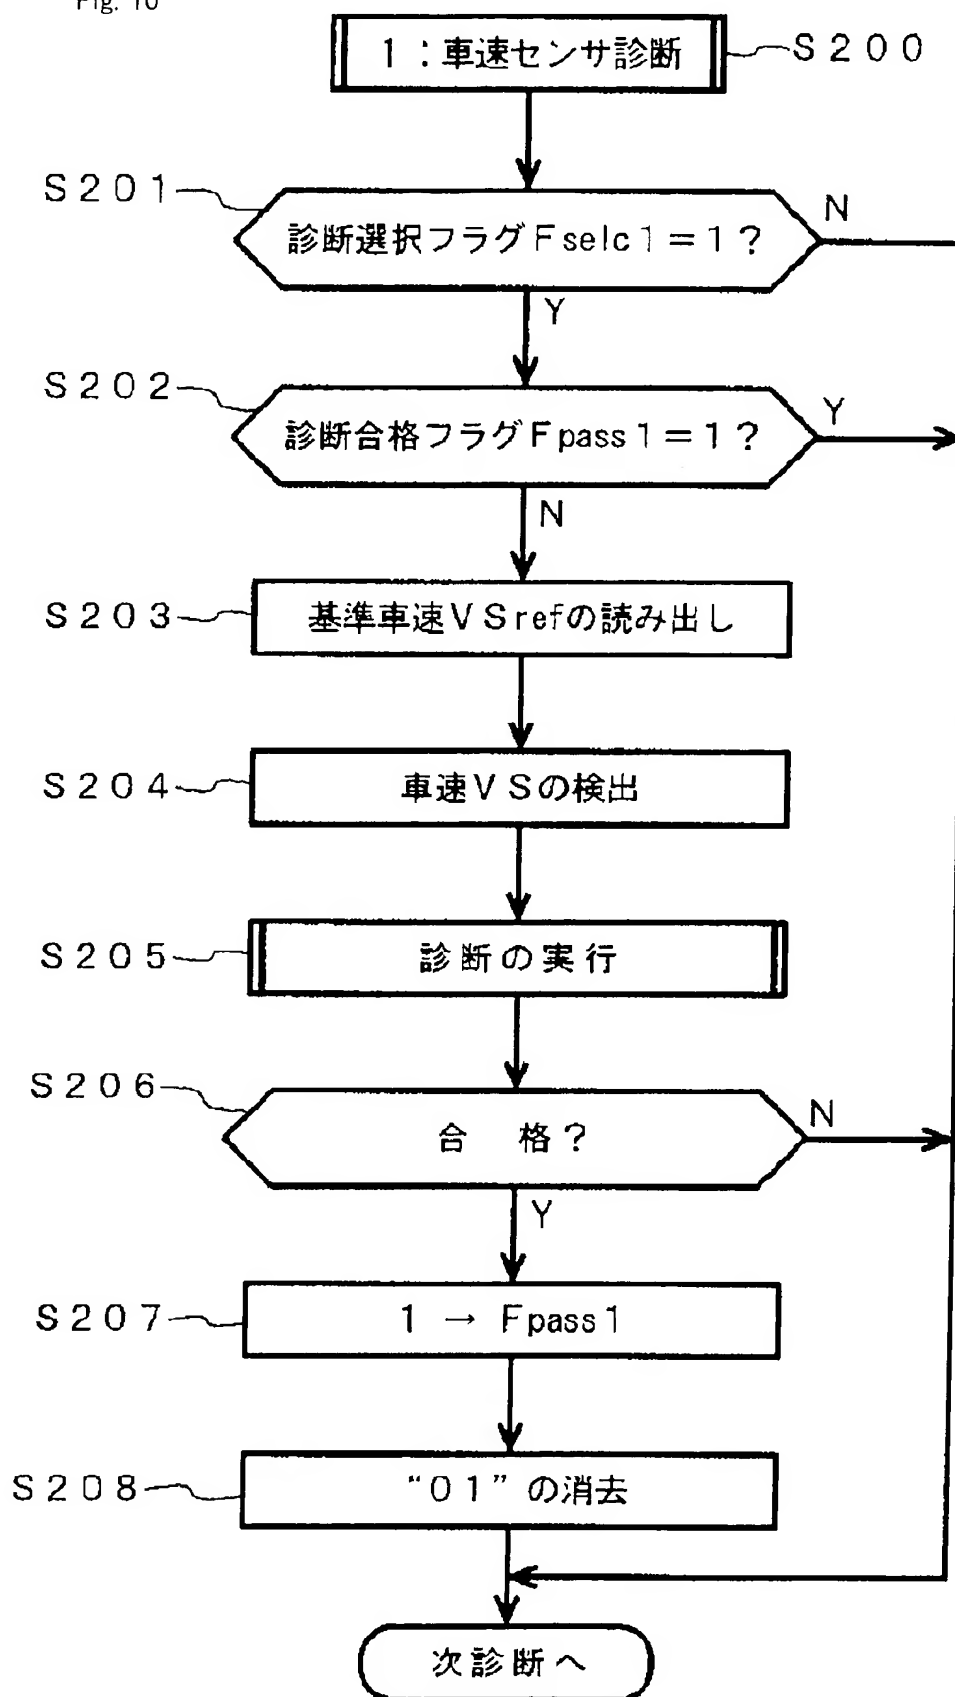 Fig. 10
1：車速センサ診断
S200
S201
診断選択フラグFselc1＝1？
N
Y
S202
診断合格フラグFpass1＝1？
Y
N
S203
基準車速VSrefの読み出し
S204
車速VSの検出
S205
診断の実行
S206
合　格？
N
Y
S207
1 → Fpass1
S208
“01”の消去
次診断へ